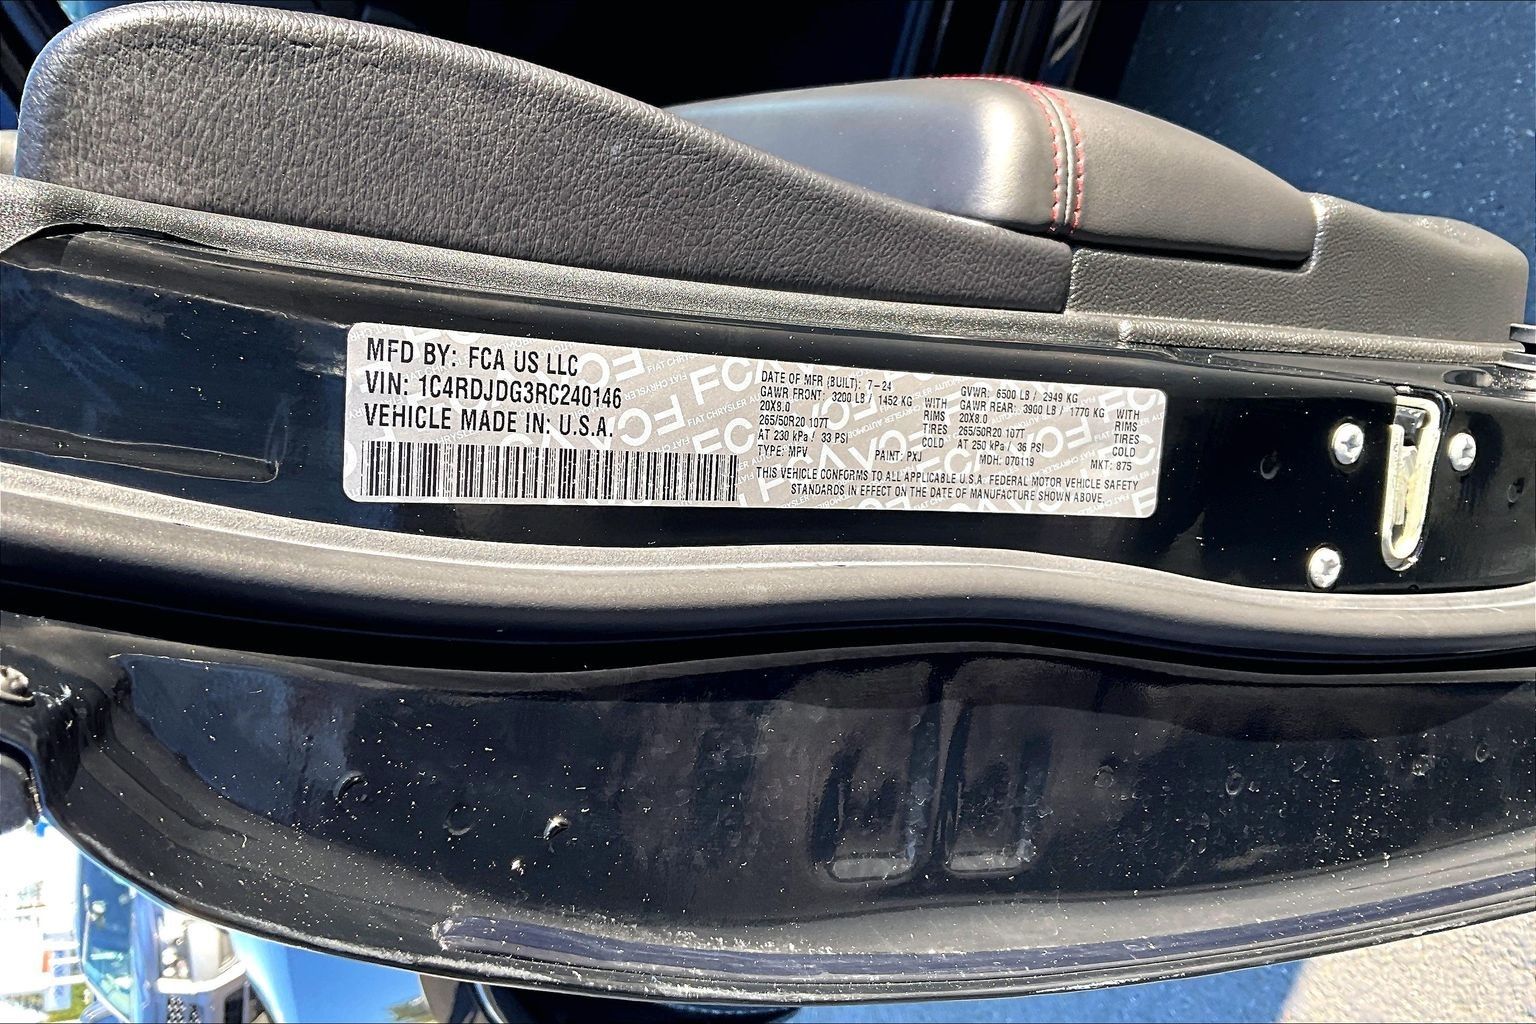 MFD BY: FCA US LLC
VIN: 1C4RDJDG3RC240146
VEHICLE MADE IN: U.S.A.
DATE OF MFR (BUILT): 7-24
GAWR FRONT: 3200 LB / 1452 KG WITH
20X8.0 RIMS
265/50R20 107T TIRES
AT 230 kPa / 33 PSI COLD
TYPE: MPV PAINT: PXJ
GVWR: 6500 LB / 2949 KG
GAWR REAR: 3900 LB / 1770 KG WITH
20X8.0 RIMS
265/50R20 107T TIRES
AT 250 kPa / 36 PSI COLD
MDH: 070119 MKT: 875
THIS VEHICLE CONFORMS TO ALL APPLICABLE U.S.A. FEDERAL MOTOR VEHICLE SAFETY
STANDARDS IN EFFECT ON THE DATE OF MANUFACTURE SHOWN ABOVE.
FCA
FIAT CHRYSLER